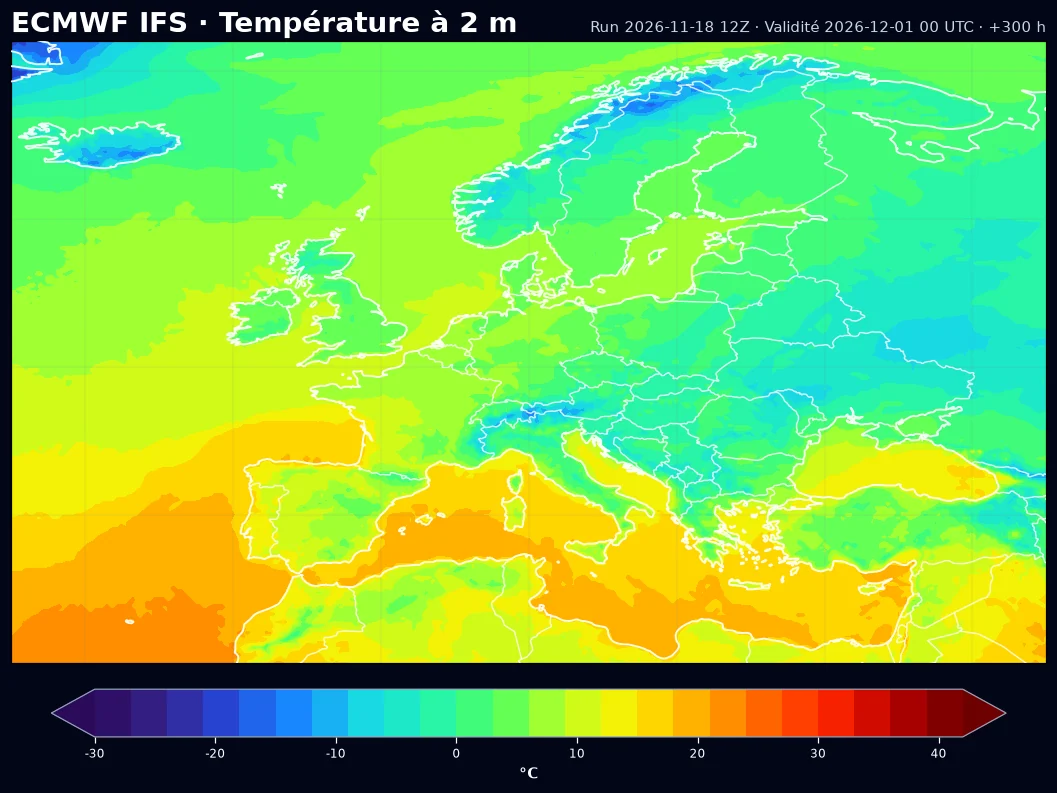 ECMWF IFS · Température à 2 m
Run 2026-11-18 12Z · Validité 2026-12-01 00 UTC · +300 h
-30 -20 -10 0 10 20 30 40
°C